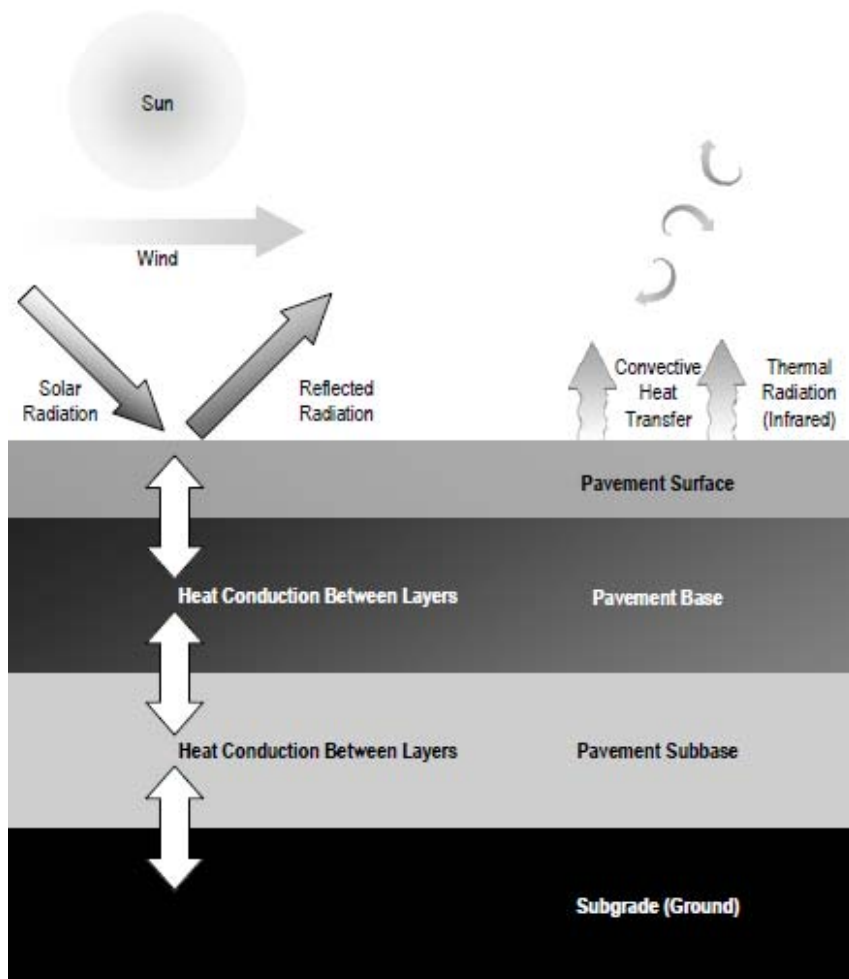 Sun
Wind
Solar
Radiation
Reflected
Radiation
Convective
Heat
Transfer
Thermal
Radiation
(Infrared)
Pavement Surface
Heat Conduction Between Layers
Pavement Base
Heat Conduction Between Layers
Pavement Subbase
Subgrade (Ground)